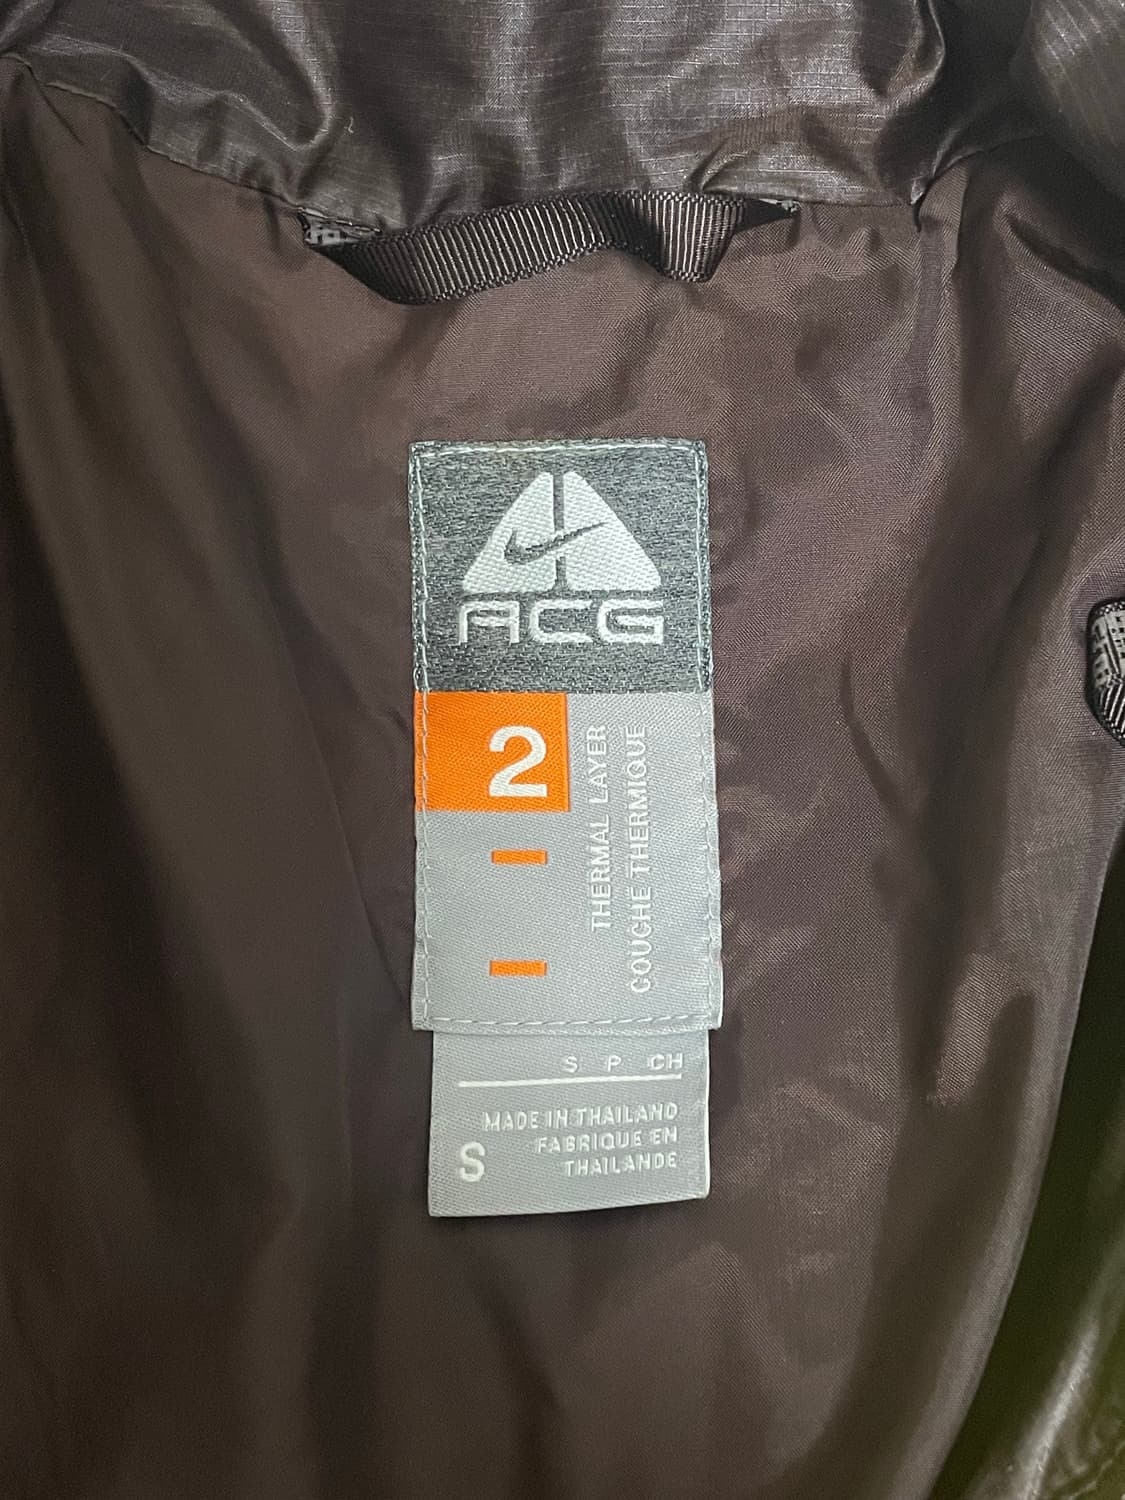 ACG
2
THERMAL LAYER
COUCHE THERMIQUE
S P CH
MADE IN THAILAND
FABRIQUE EN
THAILANDE
S